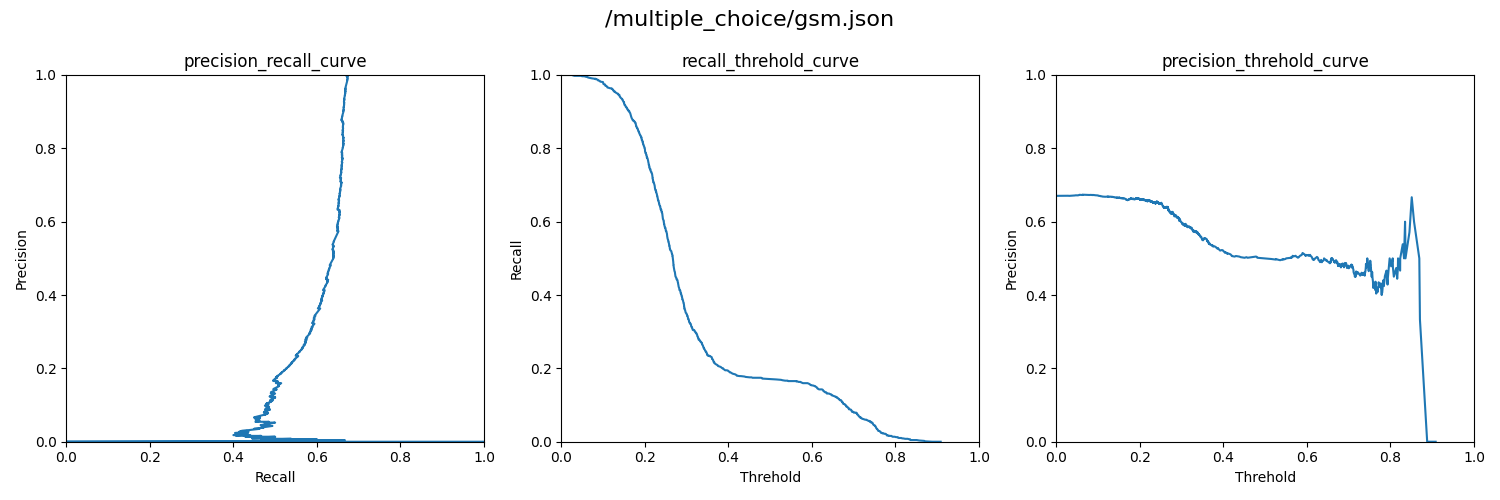 /multiple_choice/gsm.json
precision_recall_curve
1.0
0.8
0.6
0.4
0.2
0.0
Precision
0.0 0.2 0.4 0.6 0.8 1.0
Recall
recall_threhold_curve
1.0
0.8
0.6
0.4
0.2
0.0
Recall
0.0 0.2 0.4 0.6 0.8 1.0
Threhold
precision_threhold_curve
1.0
0.8
0.6
0.4
0.2
0.0
Precision
0.0 0.2 0.4 0.6 0.8 1.0
Threhold